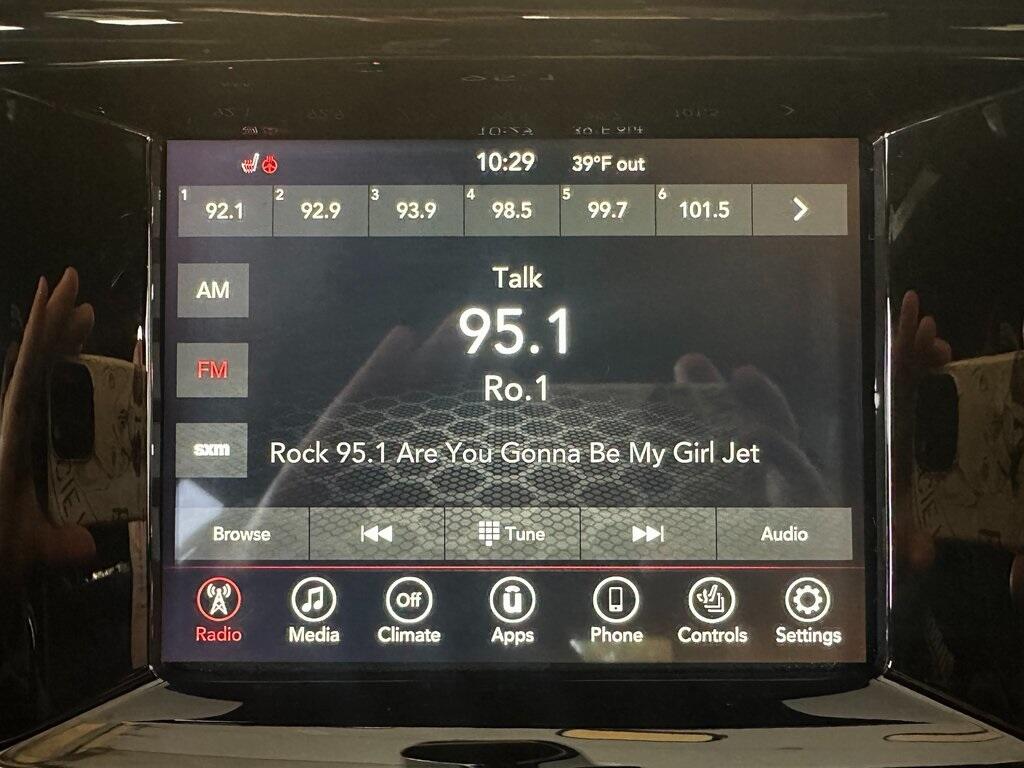 10:29 39°F out
1 92.1 2 92.9 3 93.9 4 98.5 5 99.7 6 101.5
Talk
AM
95.1
FM
Ro.1
sxm
Rock 95.1 Are You Gonna Be My Girl Jet
Browse Tune Audio
Off ū
Radio Media Climate Apps Phone Controls Settings